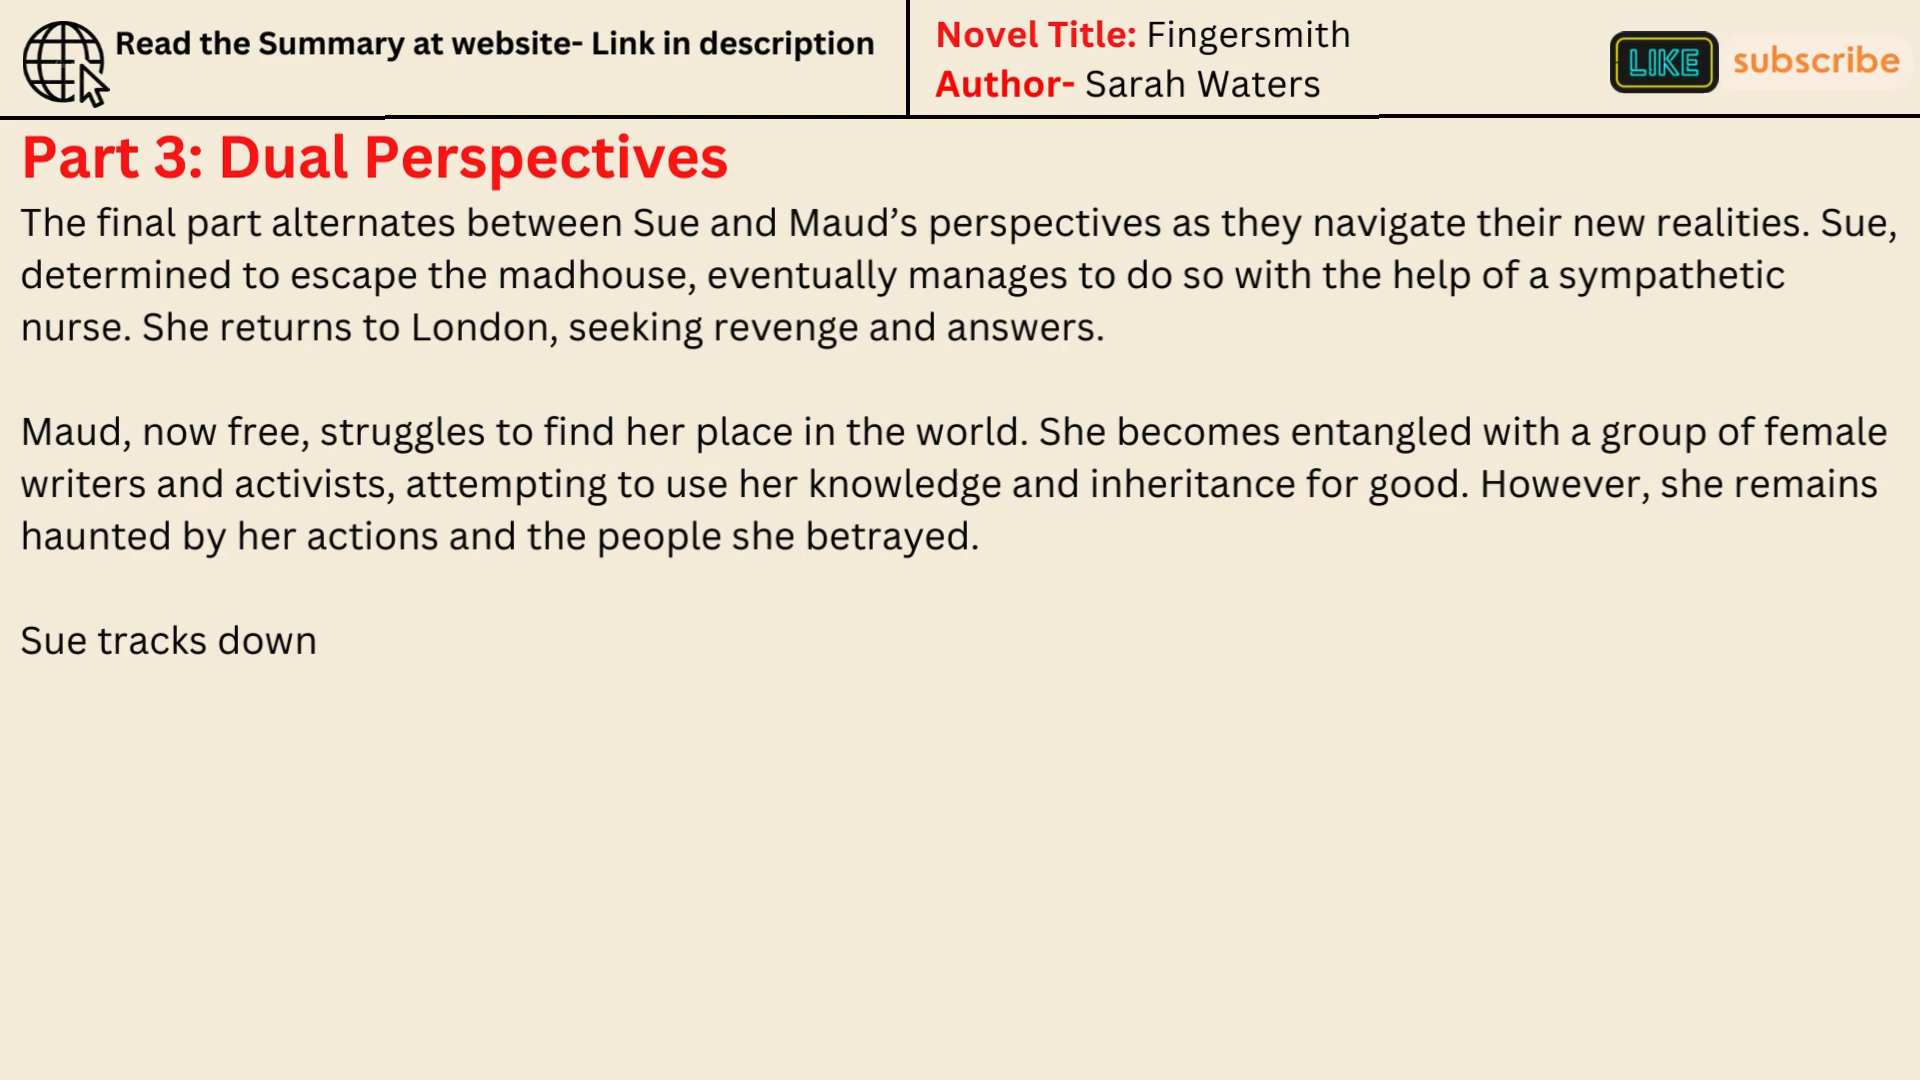 Read the Summary at website- Link in description
Novel Title: Fingersmith
Author- Sarah Waters
LIKE
subscribe
Part 3: Dual Perspectives
The final part alternates between Sue and Maud’s perspectives as they navigate their new realities. Sue,
determined to escape the madhouse, eventually manages to do so with the help of a sympathetic
nurse. She returns to London, seeking revenge and answers.
Maud, now free, struggles to find her place in the world. She becomes entangled with a group of female
writers and activists, attempting to use her knowledge and inheritance for good. However, she remains
haunted by her actions and the people she betrayed.
Sue tracks down